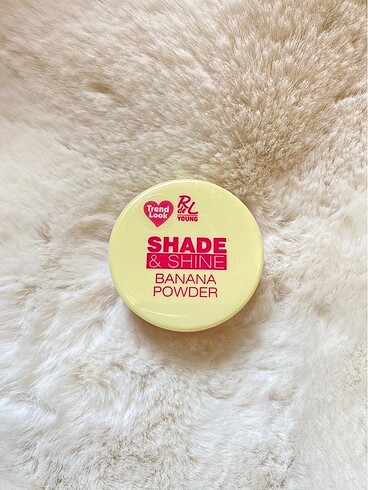 Trend
Look
RdeL
YOUNG
SHADE
& SHINE
BANANA
POWDER